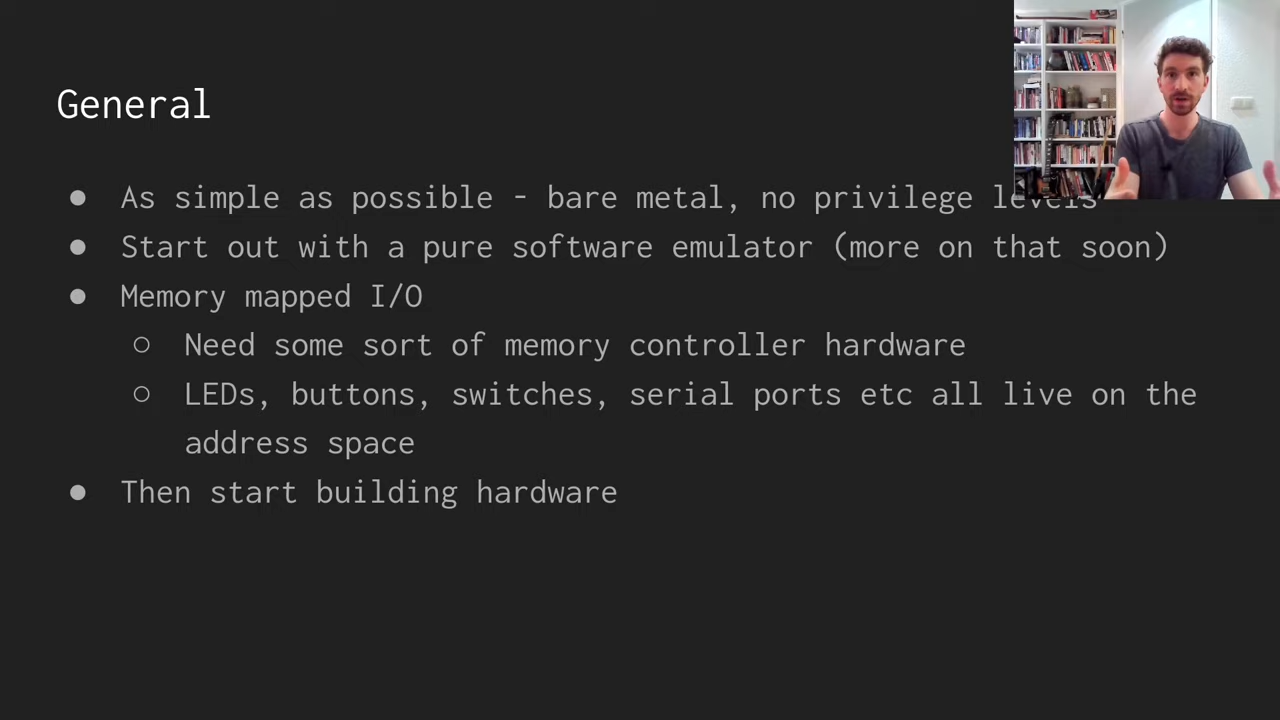 General
● As simple as possible - bare metal, no privilege levels
● Start out with a pure software emulator (more on that soon)
● Memory mapped I/O
○ Need some sort of memory controller hardware
○ LEDs, buttons, switches, serial ports etc all live on the
address space
● Then start building hardware